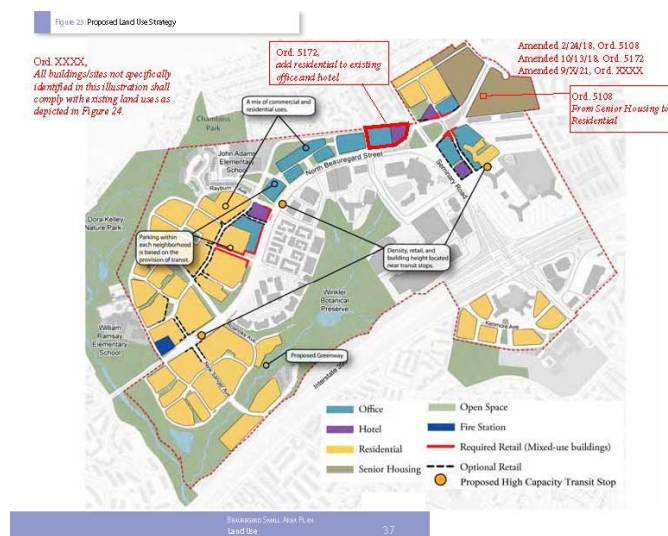 Figure 23: Proposed Land Use Strategy
Ord. XXXX,
All buildings/sites not specifically
identified in this illustration shall
comply with existing land uses as
depicted in Figure 24.
Ord. 5172,
add residential to existing
office and hotel
Amended 2/24/18, Ord. 5108
Amended 10/13/18, Ord. 5172
Amended 9/X/21, Ord. XXXX
Ord. 5108
From Senior Housing to
Residential
A mix of commercial and
residential uses.
Chambliss
Park
John Adams
Elementary
School
North Beauregard Street
Seminary Road
Rayburn Ave
Dora Kelley
Nature Park
Parking within
each neighborhood
is based on the
provision of transit.
Density, retail, and
building height located
near transit stops.
Winkler
Botanical
Preserve
William
Ramsay
Elementary
School
Roanoke Ave
Sanger Ave
Kenmore Ave
Proposed Greenway
Interstate 395
Office
Hotel
Residential
Senior Housing
Open Space
Fire Station
Required Retail (Mixed-use buildings)
Optional Retail
Proposed High Capacity Transit Stop
Beauregard Small Area Plan
Land Use
37